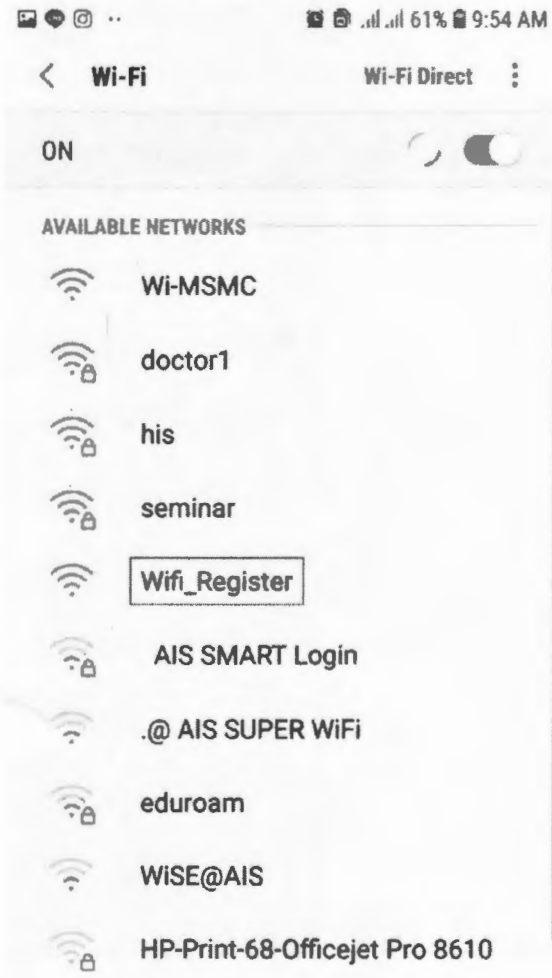 61% 9:54 AM
Wi-Fi Wi-Fi Direct
ON
AVAILABLE NETWORKS
Wi-MSMC
doctor1
his
seminar
Wifi_Register
AIS SMART Login
.@ AIS SUPER WiFi
eduroam
WiSE@AIS
HP-Print-68-Officejet Pro 8610